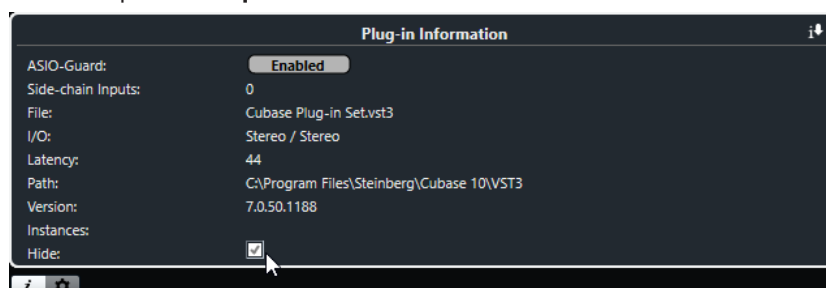 Plug-in Information
ASIO-Guard: Enabled
Side-chain Inputs: 0
File: Cubase Plug-in Set.vst3
I/O: Stereo / Stereo
Latency: 44
Path: C:\Program Files\Steinberg\Cubase 10\VST3
Version: 7.0.50.1188
Instances:
Hide: